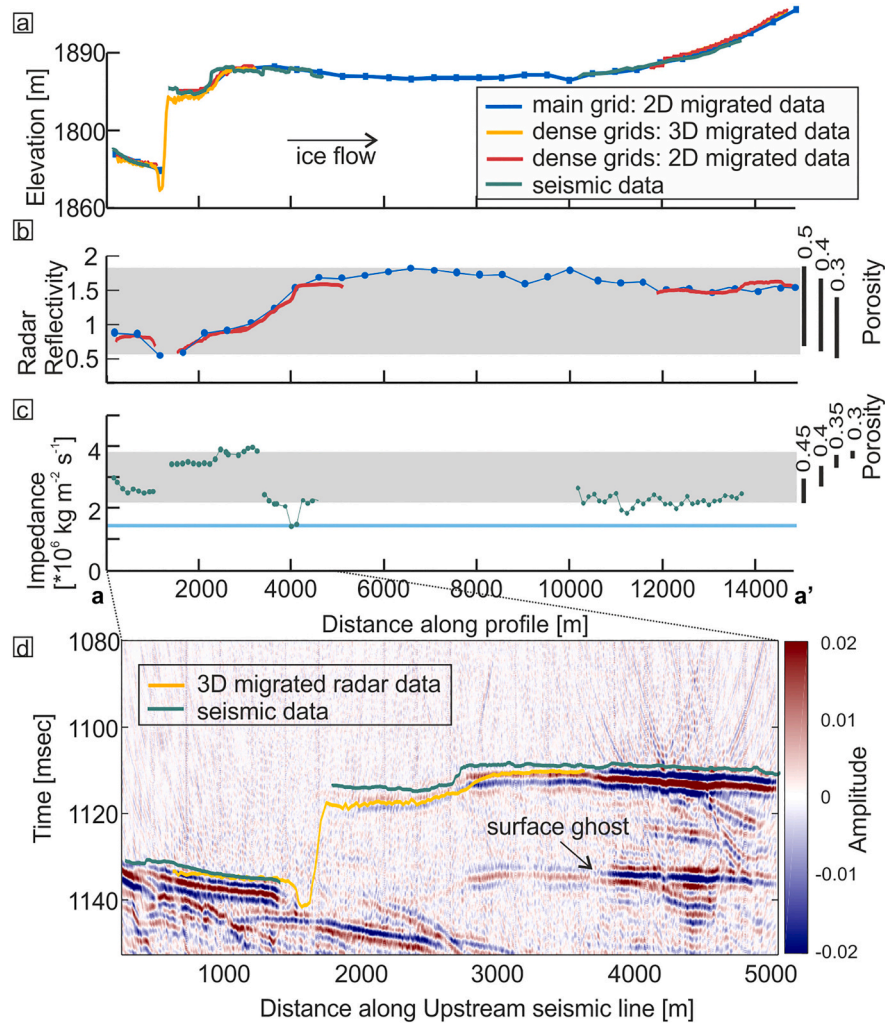 a
1890
1800
1860
Elevation [m]
ice flow
main grid: 2D migrated data
dense grids: 3D migrated data
dense grids: 2D migrated data
seismic data
b
2
1.5
1
0.5
Radar
Reflectivity
0.5
0.4
0.3
Porosity
c
4
2
0
Impedance
[*10⁶ kg m⁻² s⁻¹]
0.45
0.4
0.35
0.3
Porosity
2000
4000
6000
8000
10000
12000
14000
a
a'
Distance along profile [m]
d
1080
1100
1120
1140
Time [msec]
3D migrated radar data
seismic data
surface ghost
0.02
0.01
0
-0.01
-0.02
Amplitude
1000
2000
3000
4000
5000
Distance along Upstream seismic line [m]